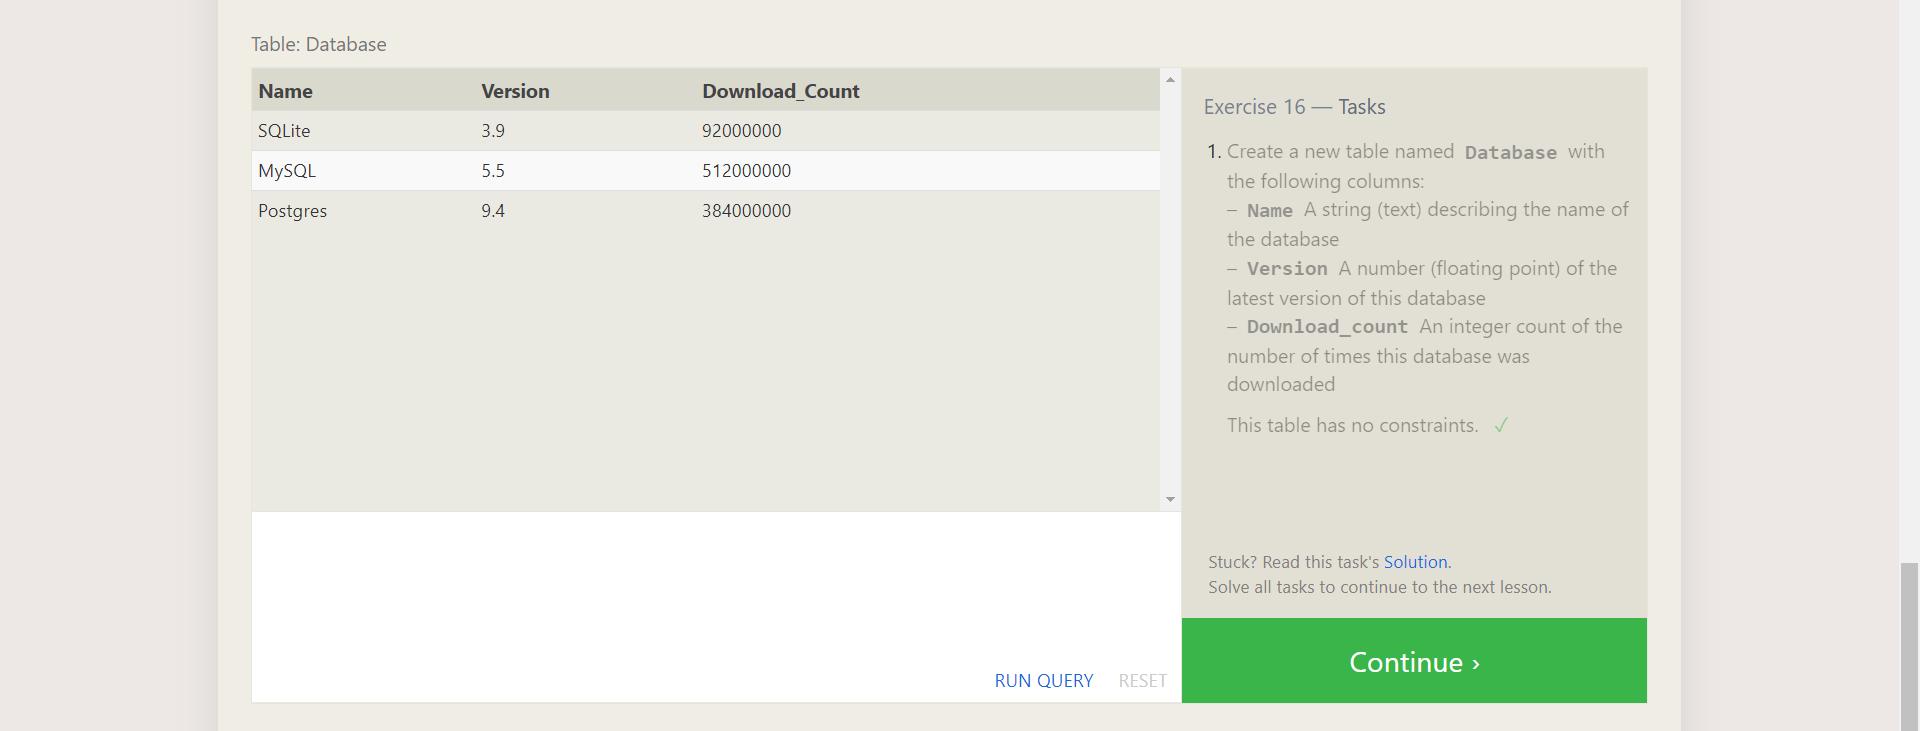 Table: Database
Name Version Download_Count
SQLite 3.9 92000000
MySQL 5.5 512000000
Postgres 9.4 384000000
RUN QUERY RESET
Exercise 16 — Tasks
1. Create a new table named Database with
the following columns:
– Name A string (text) describing the name of
the database
– Version A number (floating point) of the
latest version of this database
– Download_count An integer count of the
number of times this database was
downloaded
This table has no constraints. ✓
Stuck? Read this task's Solution.
Solve all tasks to continue to the next lesson.
Continue ›